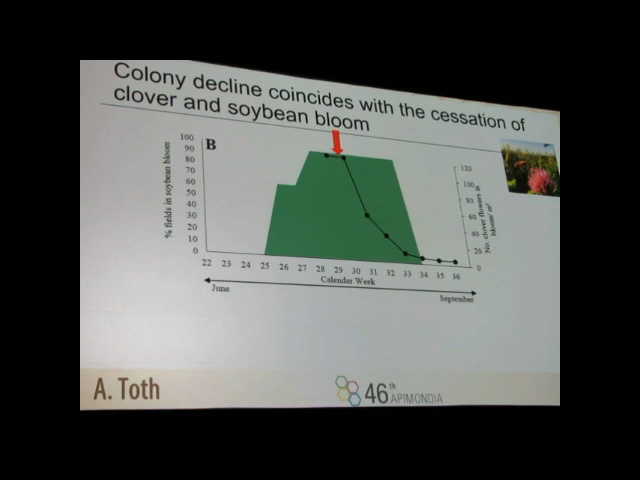 Colony decline coincides with the cessation of
clover and soybean bloom
B
% fields in soybean bloom
100
90
80
70
60
50
40
30
20
10
0
120
100
80
60
40
20
0
No. clover flowers in
bloom/ m²
22 23 24 25 26 27 28 29 30 31 32 33 34 35 36
Calendar Week
June
September
A. Toth
46th APIMONDIA